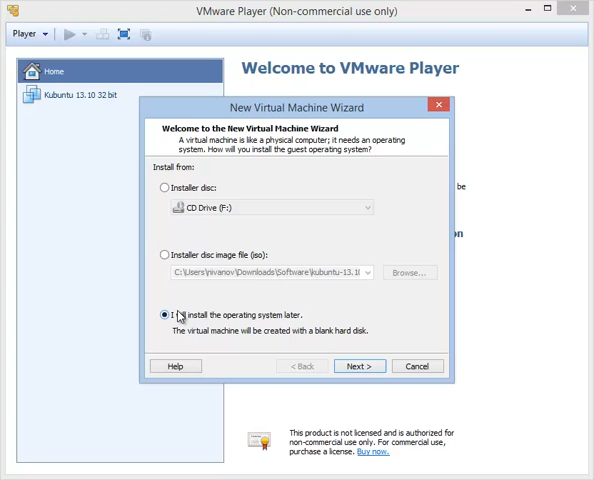 VMware Player (Non-commercial use only)
Player
Home
Welcome to VMware Player
Kubuntu 13.10 32 bit
New Virtual Machine Wizard
Welcome to the New Virtual Machine Wizard
A virtual machine is like a physical computer; it needs an operating
system. How will you install the guest operating system?
Install from:
Installer disc:
be
CD Drive (F:)
on
Installer disc image file (iso):
C:\Users\nivanov\Downloads\Software\kubuntu-13.10
Browse...
I install the operating system later.
The virtual machine will be created with a blank hard disk.
Help
< Back
Next >
Cancel
This product is not licensed and is authorized for
non-commercial use only. For commercial use,
purchase a license. Buy now.